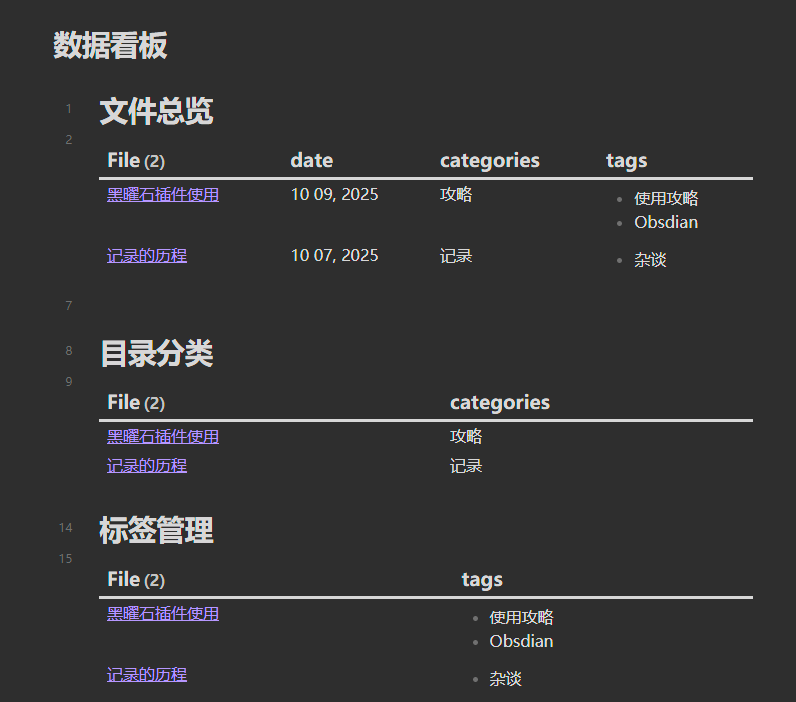 数据看板
1 文件总览
2
File (2) date categories tags
黑曜石插件使用 10 09, 2025 攻略 使用攻略
Obsdian
记录的历程 10 07, 2025 记录 杂谈
7
8 目录分类
9
File (2) categories
黑曜石插件使用 攻略
记录的历程 记录
14 标签管理
15
File (2) tags
黑曜石插件使用 使用攻略
Obsdian
记录的历程 杂谈